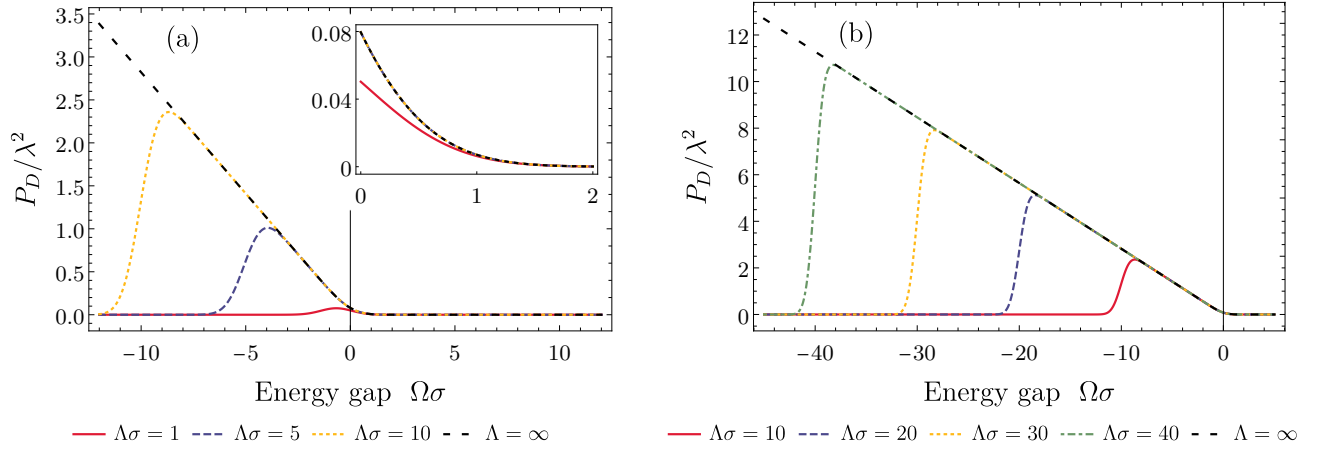 (a)
P_D/λ²
3.5
3.0
2.5
2.0
1.5
1.0
0.5
0.0
0.08
0.04
0
0 1 2
−10 −5 0 5 10
Energy gap Ωσ
Λσ = 1 Λσ = 5 Λσ = 10 Λ = ∞
(b)
P_D/λ²
12
10
8
6
4
2
0
−40 −30 −20 −10 0
Energy gap Ωσ
Λσ = 10 Λσ = 20 Λσ = 30 Λσ = 40 Λ = ∞